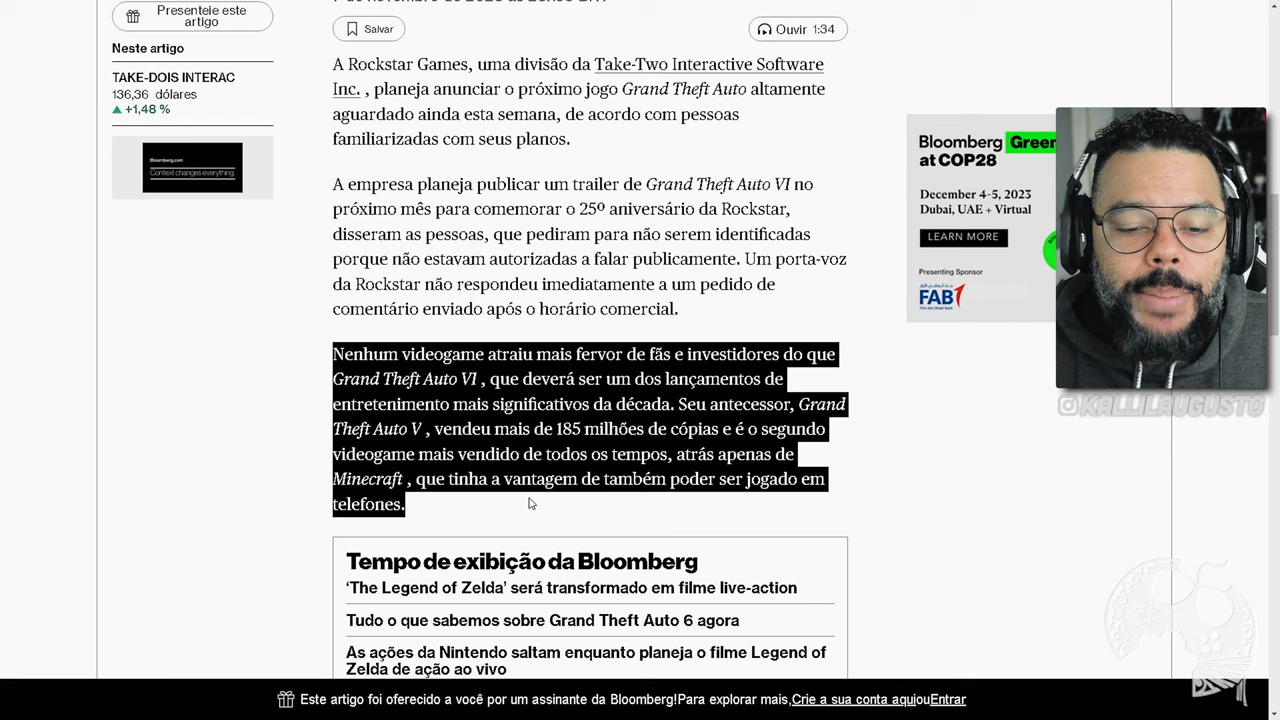 Presenteie este
artigo
Neste artigo
TAKE-DOIS INTERAC
136,36 dólares
+1,48 %
Bloomberg.com
Context changes everything.
Salvar
Ouvir 1:34
A Rockstar Games, uma divisão da Take-Two Interactive Software
Inc. , planeja anunciar o próximo jogo Grand Theft Auto altamente
aguardado ainda esta semana, de acordo com pessoas
familiarizadas com seus planos.
A empresa planeja publicar um trailer de Grand Theft Auto VI no
próximo mês para comemorar o 25º aniversário da Rockstar,
disseram as pessoas, que pediram para não serem identificadas
porque não estavam autorizadas a falar publicamente. Um porta-voz
da Rockstar não respondeu imediatamente a um pedido de
comentário enviado após o horário comercial.
Nenhum videogame atraiu mais fervor de fãs e investidores do que
Grand Theft Auto VI , que deverá ser um dos lançamentos de
entretenimento mais significativos da década. Seu antecessor, Grand
Theft Auto V , vendeu mais de 185 milhões de cópias e é o segundo
videogame mais vendido de todos os tempos, atrás apenas de
Minecraft , que tinha a vantagem de também poder ser jogado em
telefones.
Tempo de exibição da Bloomberg
‘The Legend of Zelda’ será transformado em filme live-action
Tudo o que sabemos sobre Grand Theft Auto 6 agora
As ações da Nintendo saltam enquanto planeja o filme Legend of
Zelda de ação ao vivo
Bloomberg Green
at COP28
December 4-5, 2023
Dubai, UAE + Virtual
LEARN MORE
Presenting Sponsor
FAB
KALLILAUGUSTO
Este artigo foi oferecido a você por um assinante da Bloomberg!Para explorar mais,Crie a sua conta aquiouEntrar